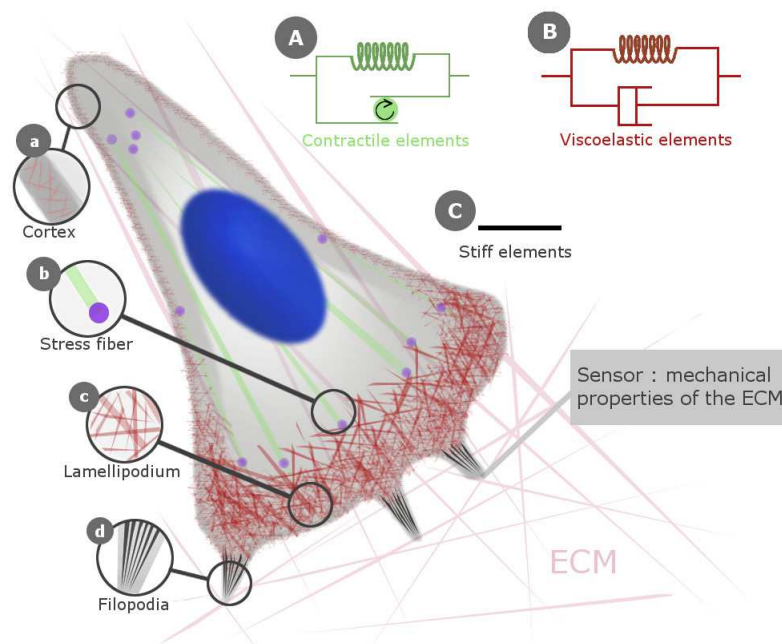 A
Contractile elements
B
Viscoelastic elements
C
Stiff elements
a
Cortex
b
Stress fiber
c
Lamellipodium
d
Filopodia
Sensor : mechanical
properties of the ECM
ECM